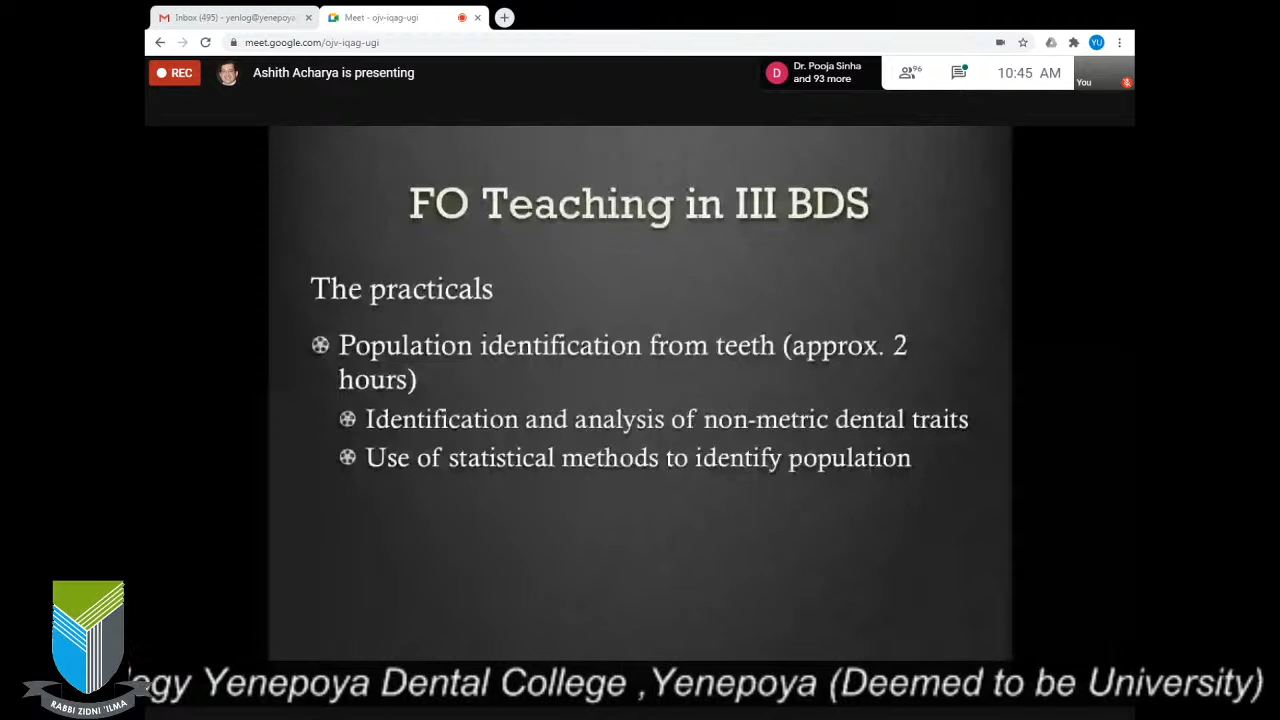 Inbox (495) - yenlog@yenepoya
Meet - ojv-iqag-ugi
meet.google.com/ojv-iqag-ugi
YU
REC
Ashith Acharya is presenting
D
Dr. Pooja Sinha
and 93 more
96
10:45 AM
You
FO Teaching in III BDS
The practicals
Population identification from teeth (approx. 2
hours)
Identification and analysis of non-metric dental traits
Use of statistical methods to identify population
ogy Yenepoya Dental College ,Yenepoya (Deemed to be University)
RABBI ZIDNI 'ILMA